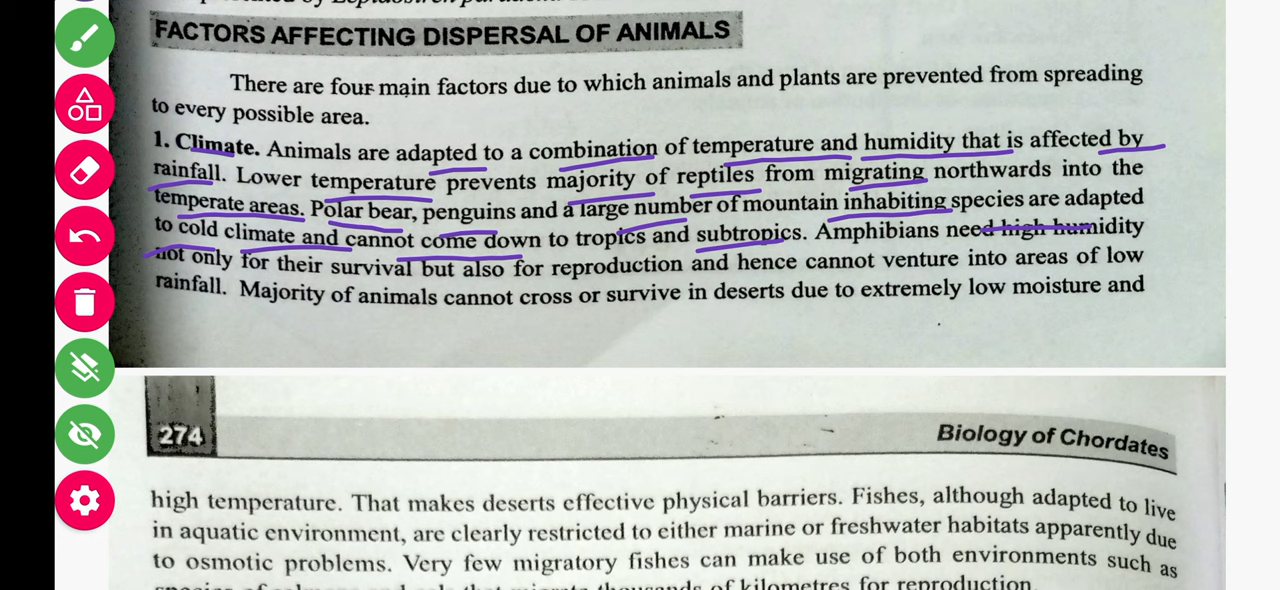 FACTORS AFFECTING DISPERSAL OF ANIMALS
There are four main factors due to which animals and plants are prevented from spreading
to every possible area.
1. Climate. Animals are adapted to a combination of temperature and humidity that is affected by
rainfall. Lower temperature prevents majority of reptiles from migrating northwards into the
temperate areas. Polar bear, penguins and a large number of mountain inhabiting species are adapted
to cold climate and cannot come down to tropics and subtropics. Amphibians need high humidity
not only for their survival but also for reproduction and hence cannot venture into areas of low
rainfall. Majority of animals cannot cross or survive in deserts due to extremely low moisture and
274
Biology of Chordates
high temperature. That makes deserts effective physical barriers. Fishes, although adapted to live
in aquatic environment, are clearly restricted to either marine or freshwater habitats apparently due
to osmotic problems. Very few migratory fishes can make use of both environments such as
of kilometres for reproduction